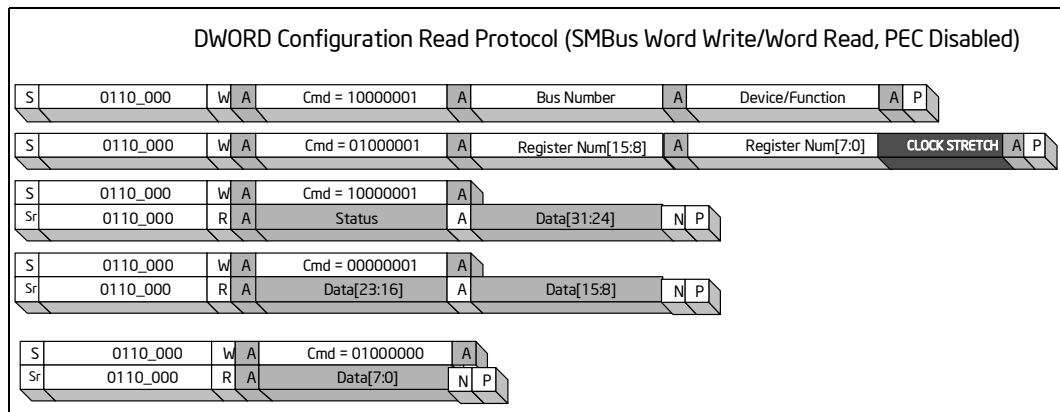 DWORD Configuration Read Protocol (SMBus Word Write/Word Read, PEC Disabled)
S 0110_000 W A Cmd = 10000001 A Bus Number A Device/Function A P
S 0110_000 W A Cmd = 01000001 A Register Num[15:8] A Register Num[7:0] CLOCK STRETCH A P
S 0110_000 W A Cmd = 10000001 A
Sr 0110_000 R A Status A Data[31:24] N P
S 0110_000 W A Cmd = 00000001 A
Sr 0110_000 R A Data[23:16] A Data[15:8] N P
S 0110_000 W A Cmd = 01000000 A
Sr 0110_000 R A Data[7:0] N P